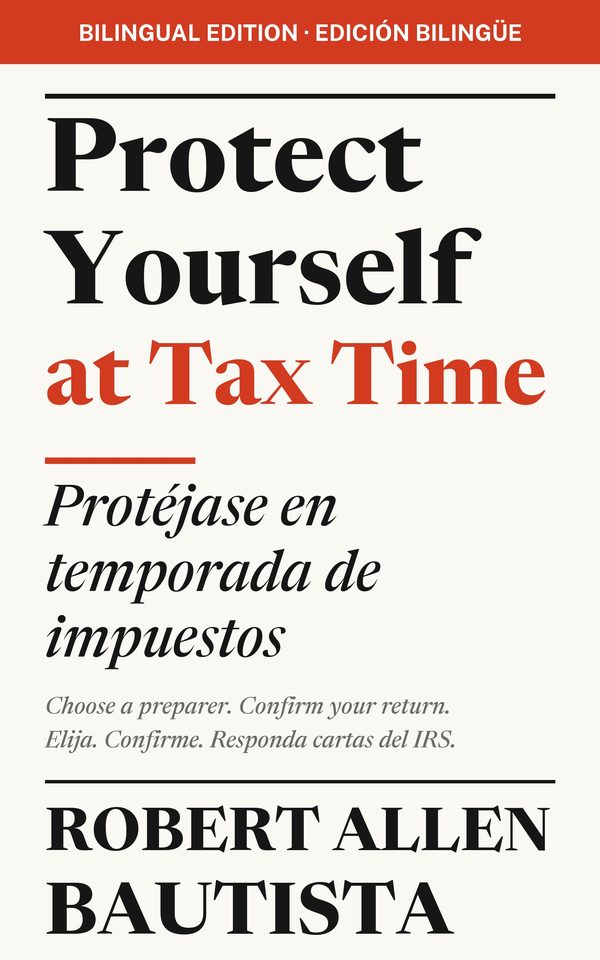 BILINGUAL EDITION · EDICIÓN BILINGÜE
Protect
Yourself
at Tax Time
Protéjase en
temporada de
impuestos
Choose a preparer. Confirm your return.
Elija. Confirme. Responda cartas del IRS.
ROBERT ALLEN
BAUTISTA